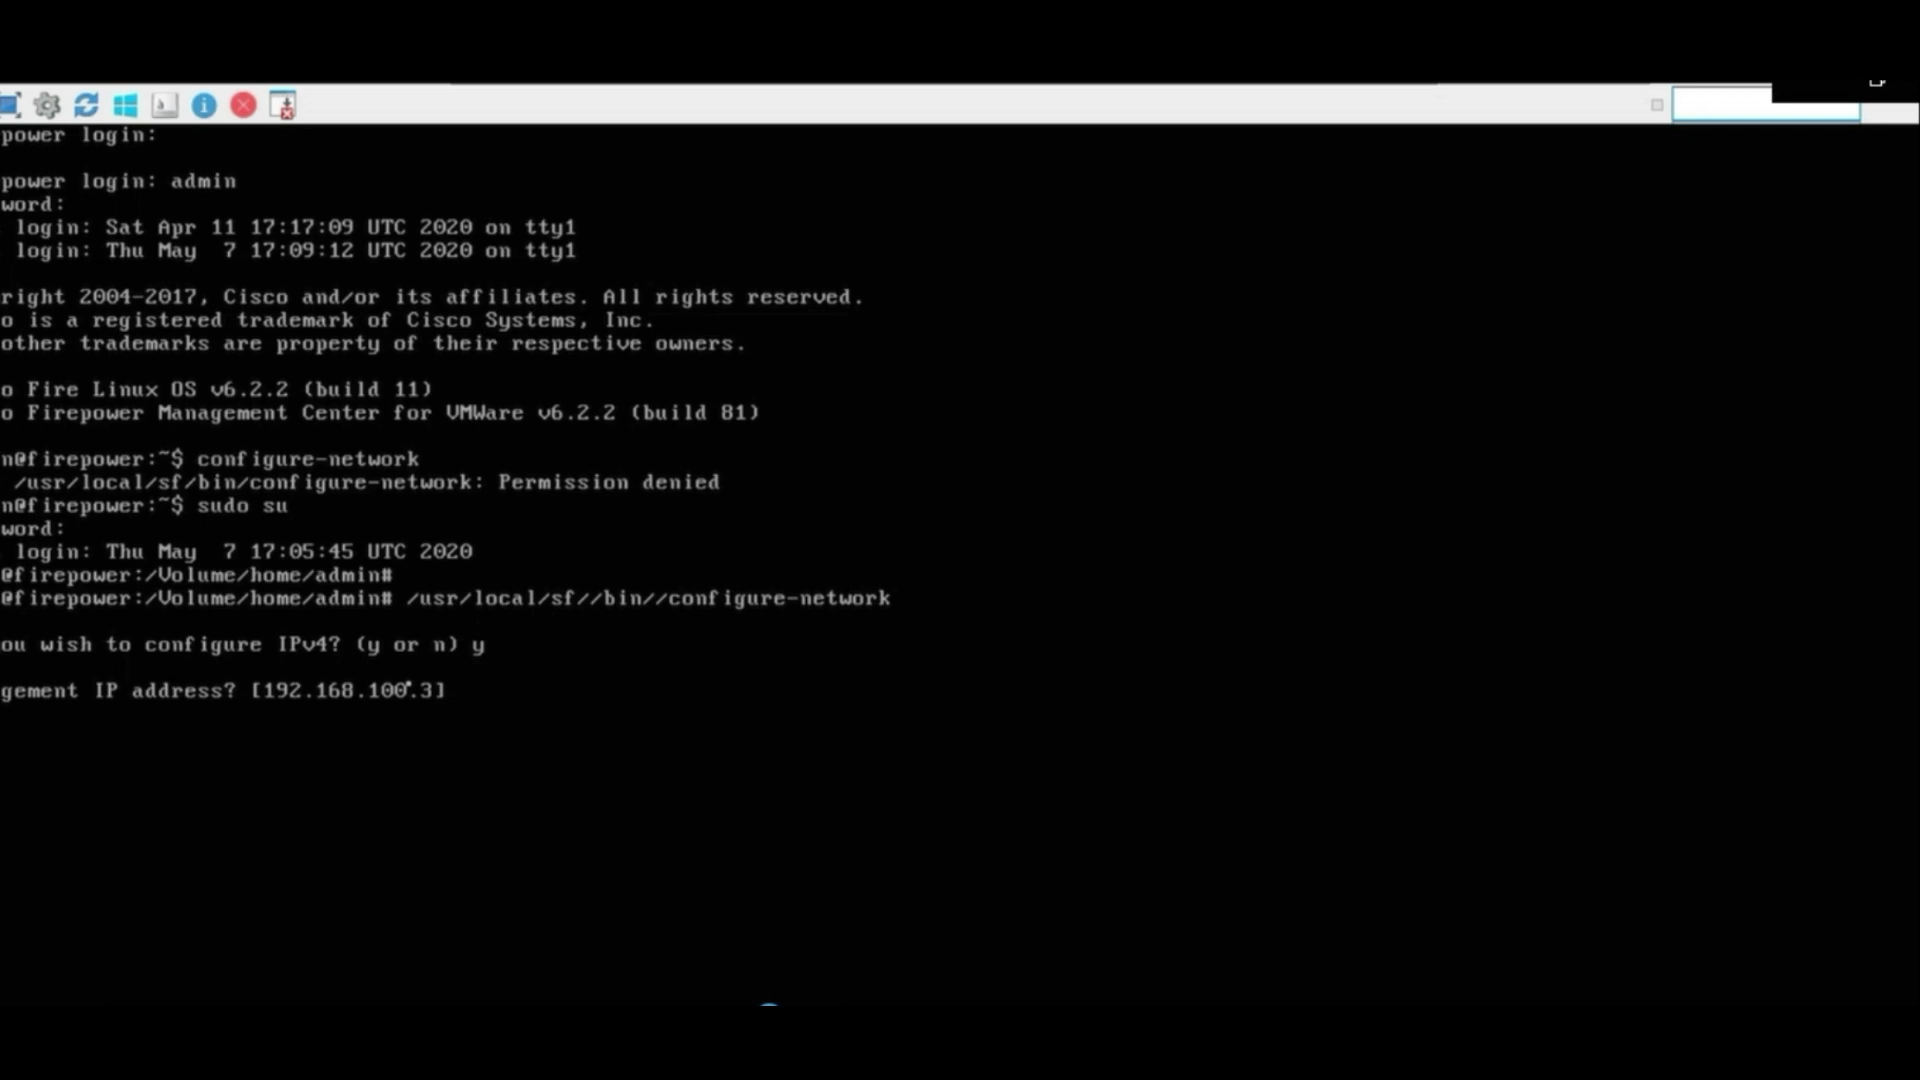 power login:
power login: admin
word:
login: Sat Apr 11 17:17:09 UTC 2020 on tty1
login: Thu May  7 17:09:12 UTC 2020 on tty1
right 2004-2017, Cisco and/or its affiliates. All rights reserved.
o is a registered trademark of Cisco Systems, Inc.
other trademarks are property of their respective owners.
o Fire Linux OS v6.2.2 (build 11)
o Firepower Management Center for VMWare v6.2.2 (build 81)
n@firepower:~$ configure-network
/usr/local/sf/bin/configure-network: Permission denied
n@firepower:~$ sudo su
word:
login: Thu May  7 17:05:45 UTC 2020
@firepower:/Volume/home/admin#
@firepower:/Volume/home/admin# /usr/local/sf//bin//configure-network
ou wish to configure IPv4? (y or n) y
gement IP address? [192.168.100.3]